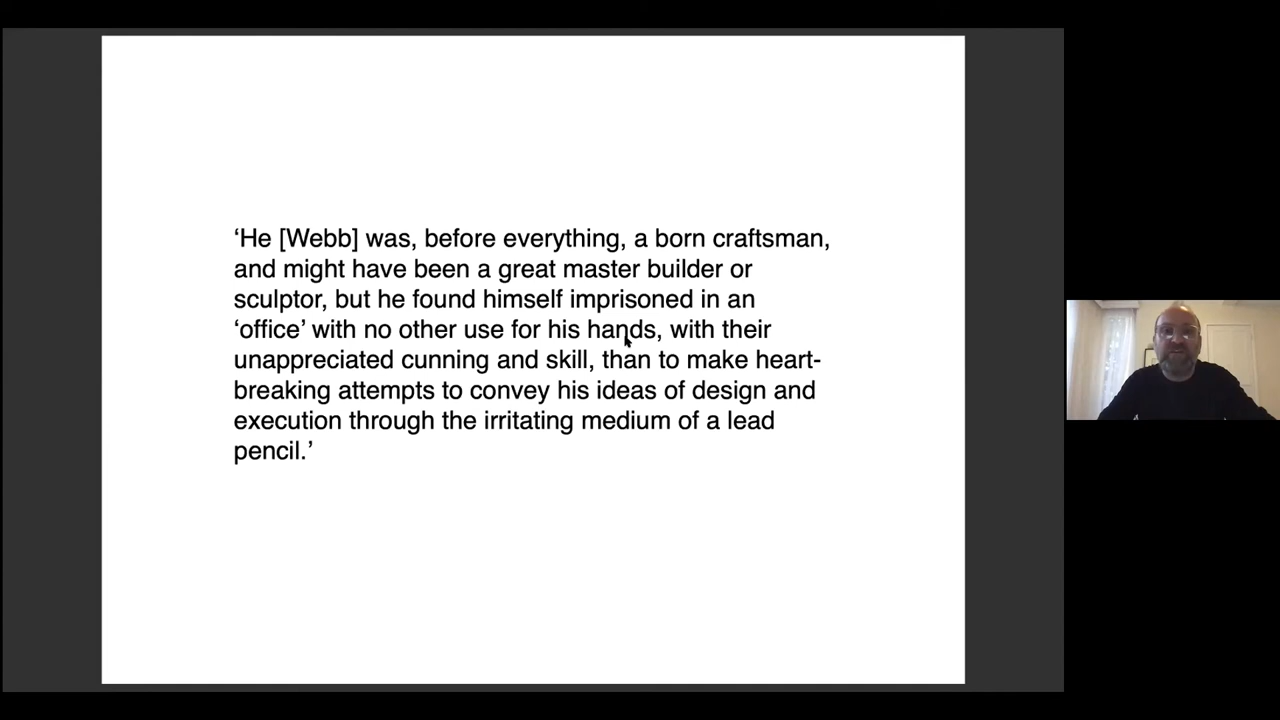 ‘He [Webb] was, before everything, a born craftsman,
and might have been a great master builder or
sculptor, but he found himself imprisoned in an
‘office’ with no other use for his hands, with their
unappreciated cunning and skill, than to make heart-
breaking attempts to convey his ideas of design and
execution through the irritating medium of a lead
pencil.’